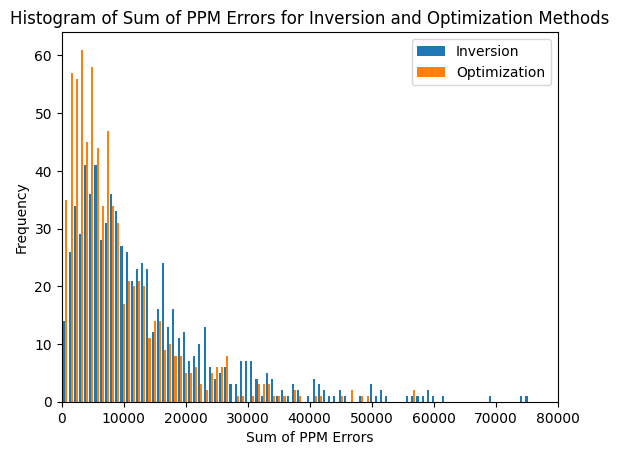 Histogram of Sum of PPM Errors for Inversion and Optimization Methods
Inversion
Optimization
60
50
40
30
20
10
0
Frequency
0 10000 20000 30000 40000 50000 60000 70000 80000
Sum of PPM Errors